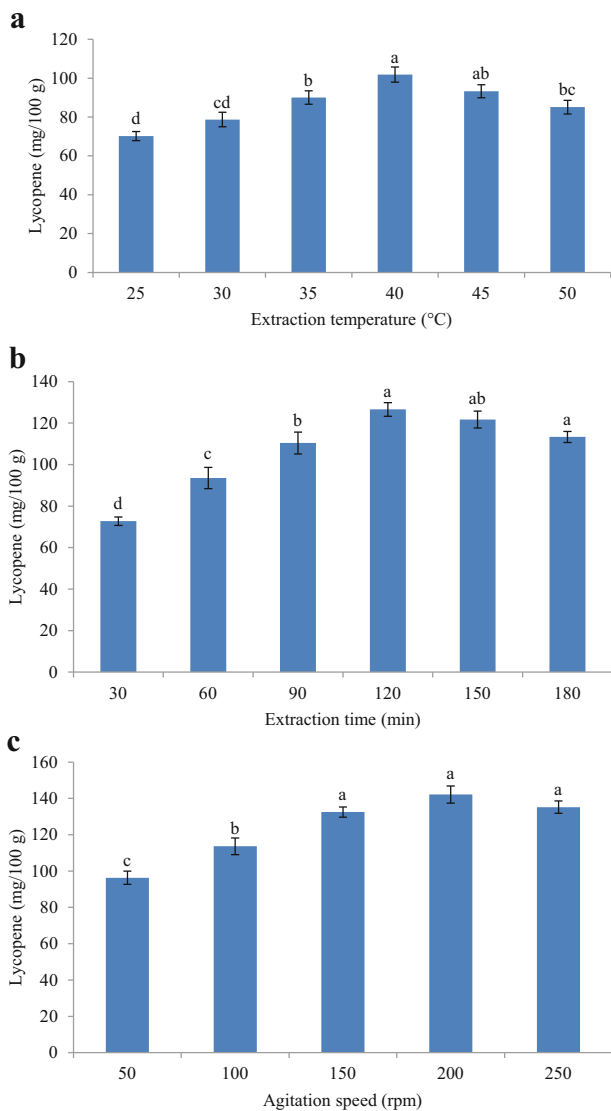 a
Lycopene (mg/100 g)
120
100
80
60
40
20
0
d
cd
b
a
ab
bc
25 30 35 40 45 50
Extraction temperature (°C)
b
Lycopene (mg/100 g)
140
120
100
80
60
40
20
0
d
c
b
a
ab
a
30 60 90 120 150 180
Extraction time (min)
c
Lycopene (mg/100 g)
160
140
120
100
80
60
40
20
0
c
b
a
a
a
50 100 150 200 250
Agitation speed (rpm)